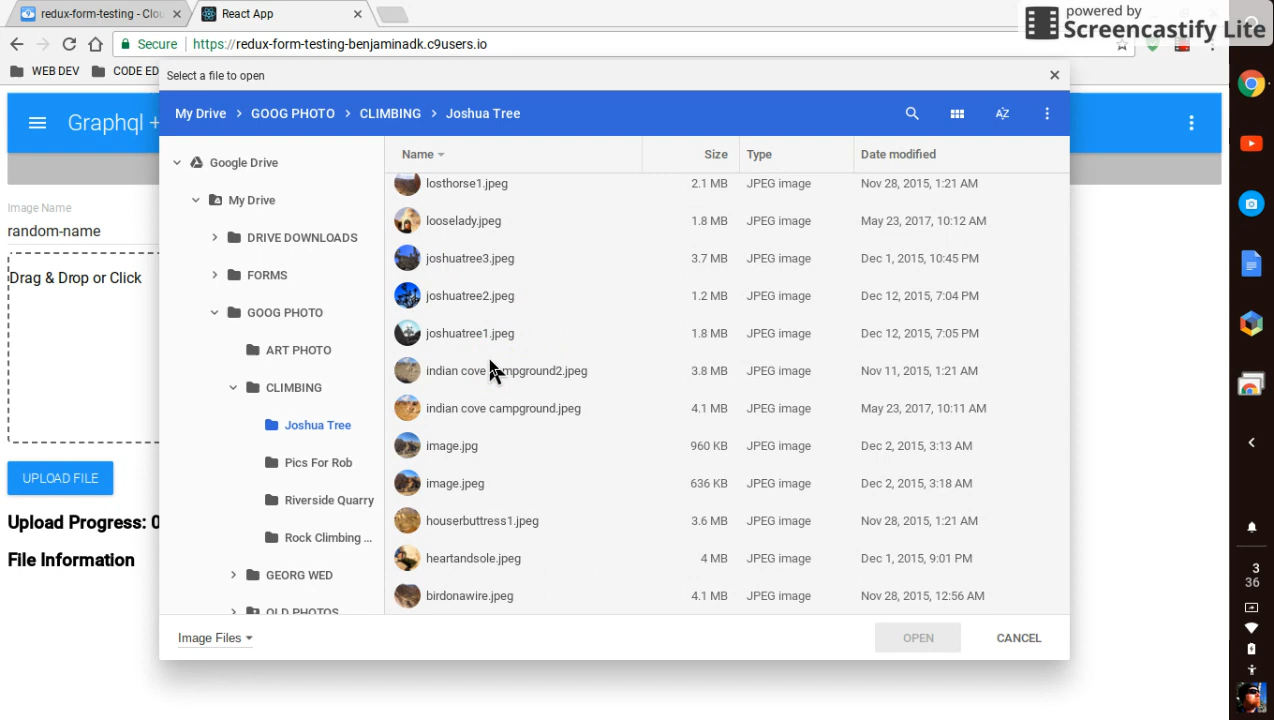 redux-form-testing - Clou
React App
powered by
Screencastify Lite
Secure
https://redux-form-testing-benjaminadk.c9users.io
WEB DEV
CODE ED
Select a file to open
Graphql +
My Drive > GOOG PHOTO > CLIMBING > Joshua Tree
Image Name
random-name
Drag & Drop or Click
UPLOAD FILE
Upload Progress: 0
File Information
Google Drive
My Drive
DRIVE DOWNLOADS
FORMS
GOOG PHOTO
ART PHOTO
CLIMBING
Joshua Tree
Pics For Rob
Riverside Quarry
Rock Climbing ...
GEORG WED
OLD PHOTOS
Name Size Type Date modified
losthorse1.jpeg 2.1 MB JPEG image Nov 28, 2015, 1:21 AM
looselady.jpeg 1.8 MB JPEG image May 23, 2017, 10:12 AM
joshuatree3.jpeg 3.7 MB JPEG image Dec 1, 2015, 10:45 PM
joshuatree2.jpeg 1.2 MB JPEG image Dec 12, 2015, 7:04 PM
joshuatree1.jpeg 1.8 MB JPEG image Dec 12, 2015, 7:05 PM
indian cove campground2.jpeg 3.8 MB JPEG image Nov 11, 2015, 1:21 AM
indian cove campground.jpeg 4.1 MB JPEG image May 23, 2017, 10:11 AM
image.jpg 960 KB JPEG image Dec 2, 2015, 3:13 AM
image.jpeg 636 KB JPEG image Dec 2, 2015, 3:18 AM
houserbuttress1.jpeg 3.6 MB JPEG image Nov 28, 2015, 1:21 AM
heartandsole.jpeg 4 MB JPEG image Dec 1, 2015, 9:01 PM
birdonawire.jpeg 4.1 MB JPEG image Nov 28, 2015, 12:56 AM
Image Files
OPEN
CANCEL
3
36